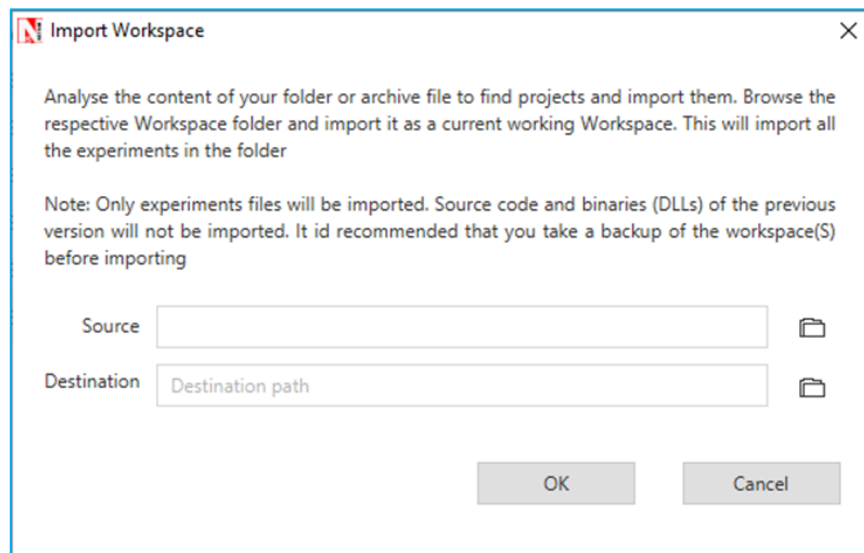 Import Workspace
Analyse the content of your folder or archive file to find projects and import them. Browse the
respective Workspace folder and import it as a current working Workspace. This will import all
the experiments in the folder
Note: Only experiments files will be imported. Source code and binaries (DLLs) of the previous
version will not be imported. It id recommended that you take a backup of the workspace(S)
before importing
Source
Destination Destination path
OK Cancel